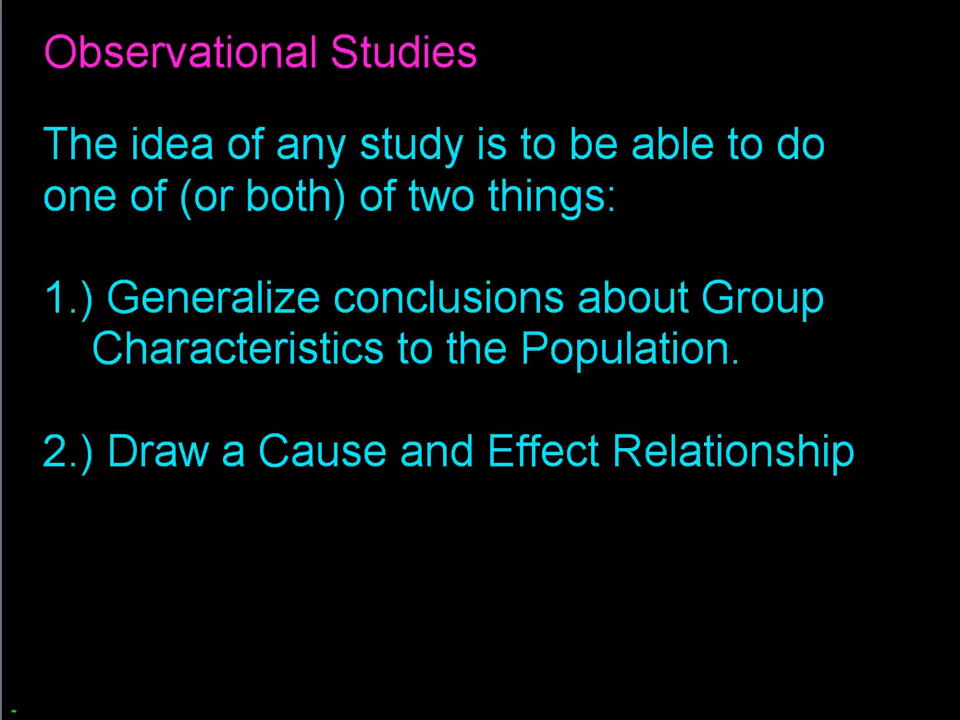 Observational Studies
The idea of any study is to be able to do
one of (or both) of two things:
1.) Generalize conclusions about Group
Characteristics to the Population.
2.) Draw a Cause and Effect Relationship